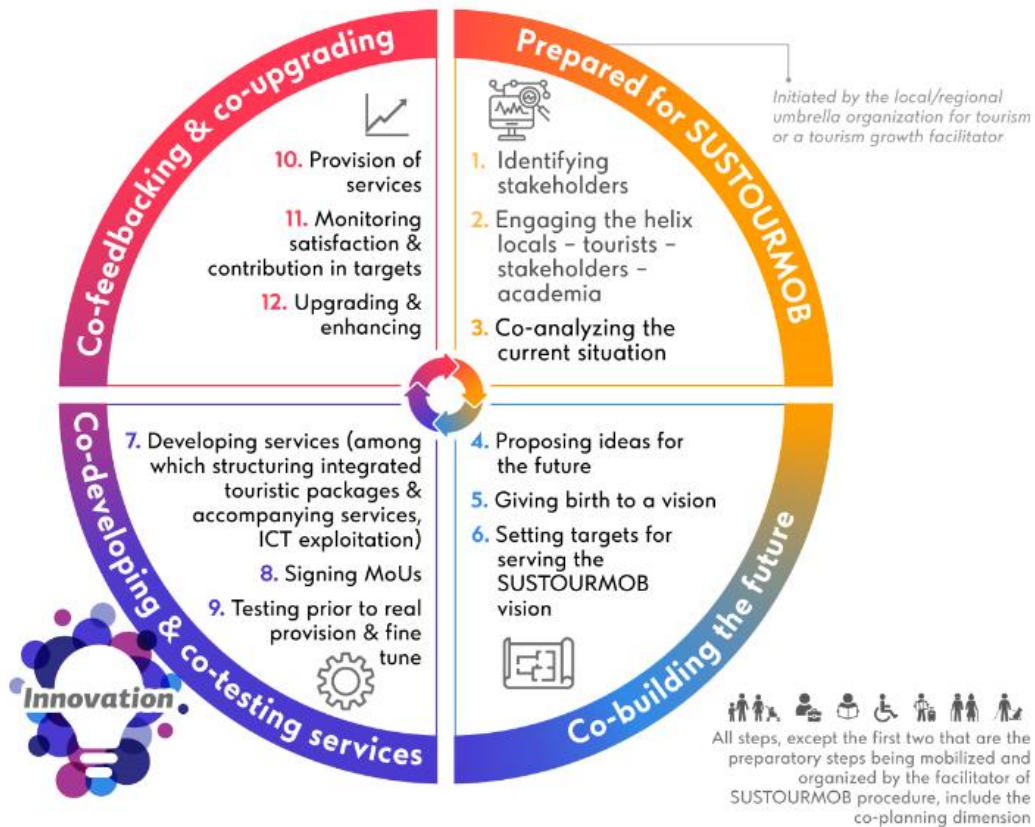 Prepared for SUSTOURMOB
Initiated by the local/regional
umbrella organization for tourism
or a tourism growth facilitator
1. Identifying
stakeholders
2. Engaging the helix
locals – tourists –
stakeholders –
academia
3. Co-analyzing the
current situation
Co-building the future
4. Proposing ideas for
the future
5. Giving birth to a vision
6. Setting targets for
serving the
SUSTOURMOB
vision
Co-developing & co-testing services
7. Developing services (among
which structuring integrated
touristic packages &
accompanying services,
ICT exploitation)
8. Signing MoUs
9. Testing prior to real
provision & fine
tune
Co-feedbacking & co-upgrading
10. Provision of
services
11. Monitoring
satisfaction &
contribution in targets
12. Upgrading &
enhancing
Innovation
All steps, except the first two that are the
preparatory steps being mobilized and
organized by the facilitator of
SUSTOURMOB procedure, include the
co-planning dimension